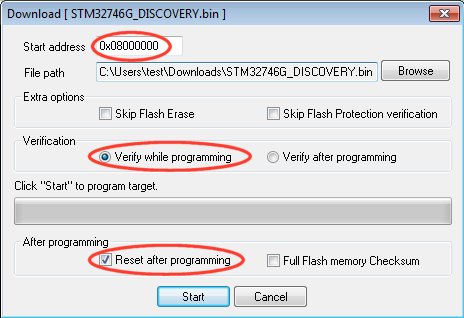 Download [ STM32746G_DISCOVERY.bin ]
Start address 0x08000000
File path C:\Users\test\Downloads\STM32746G_DISCOVERY.bin Browse
Extra options
Skip Flash Erase Skip Flash Protection verification
Verification
Verify while programming Verify after programming
Click "Start" to program target.
After programming
Reset after programming Full Flash memory Checksum
Start Cancel